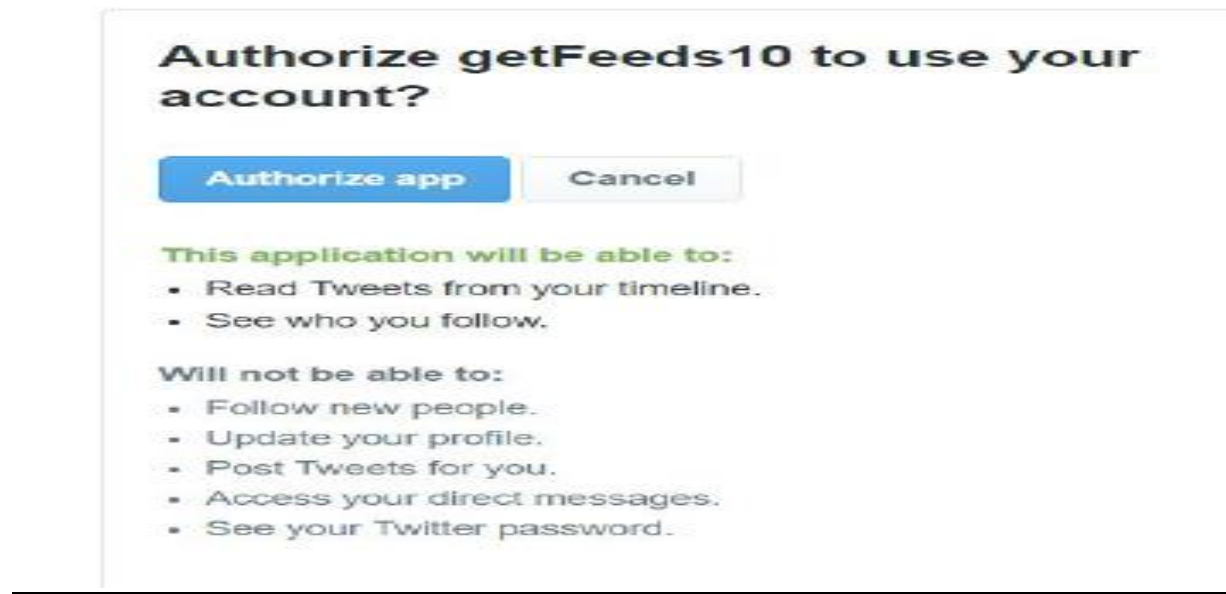 Authorize getFeeds10 to use your
account?
Authorize app
Cancel
This application will be able to:
• Read Tweets from your timeline.
• See who you follow.
Will not be able to:
• Follow new people.
• Update your profile.
• Post Tweets for you.
• Access your direct messages.
• See your Twitter password.